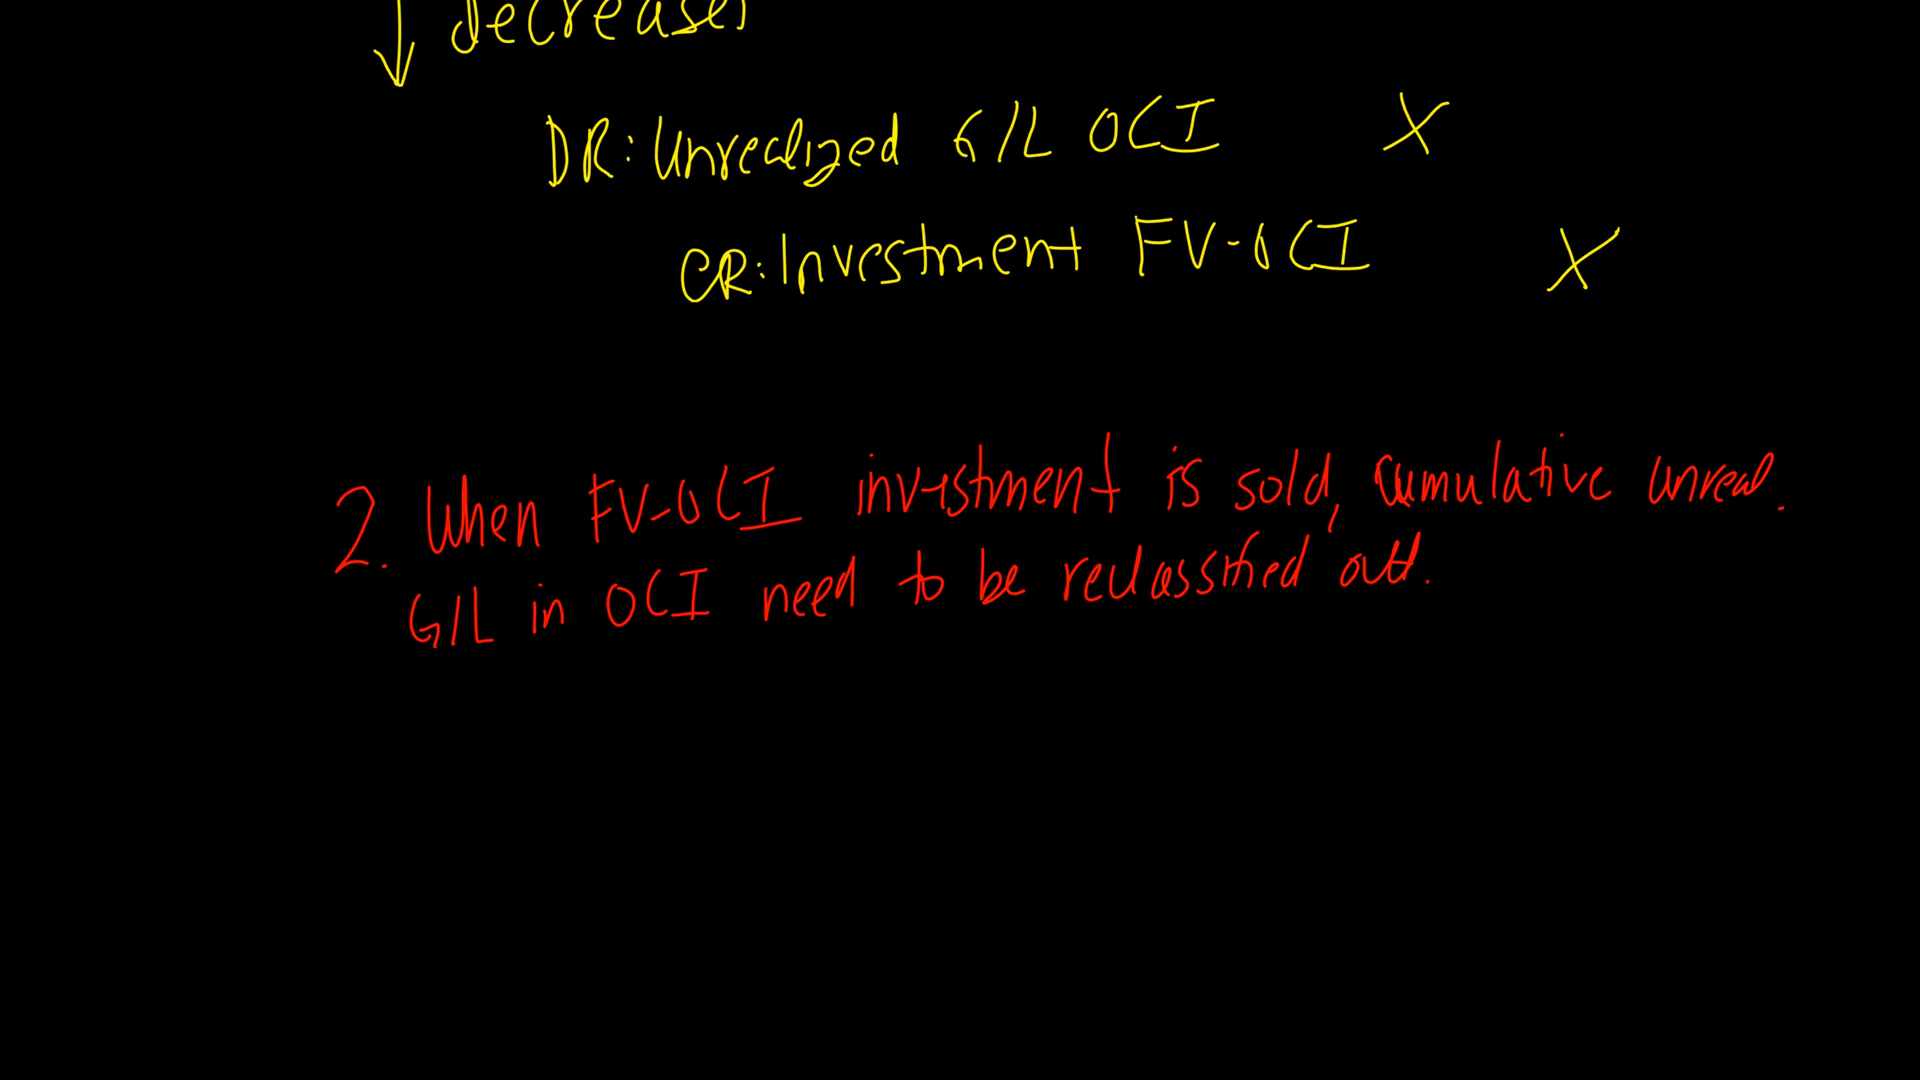 ↓ decreases
DR: Unrealized G/L OCI X
CR: Investment FV-OCI X
2. When FV-OCI investment is sold, cumulative unreal.
G/L in OCI need to be reclassified out.